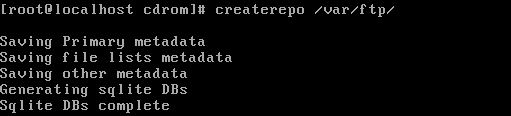 [root@localhost cdrom]# createrepo /var/ftp/
Saving Primary metadata
Saving file lists metadata
Saving other metadata
Generating sqlite DBs
Sqlite DBs complete